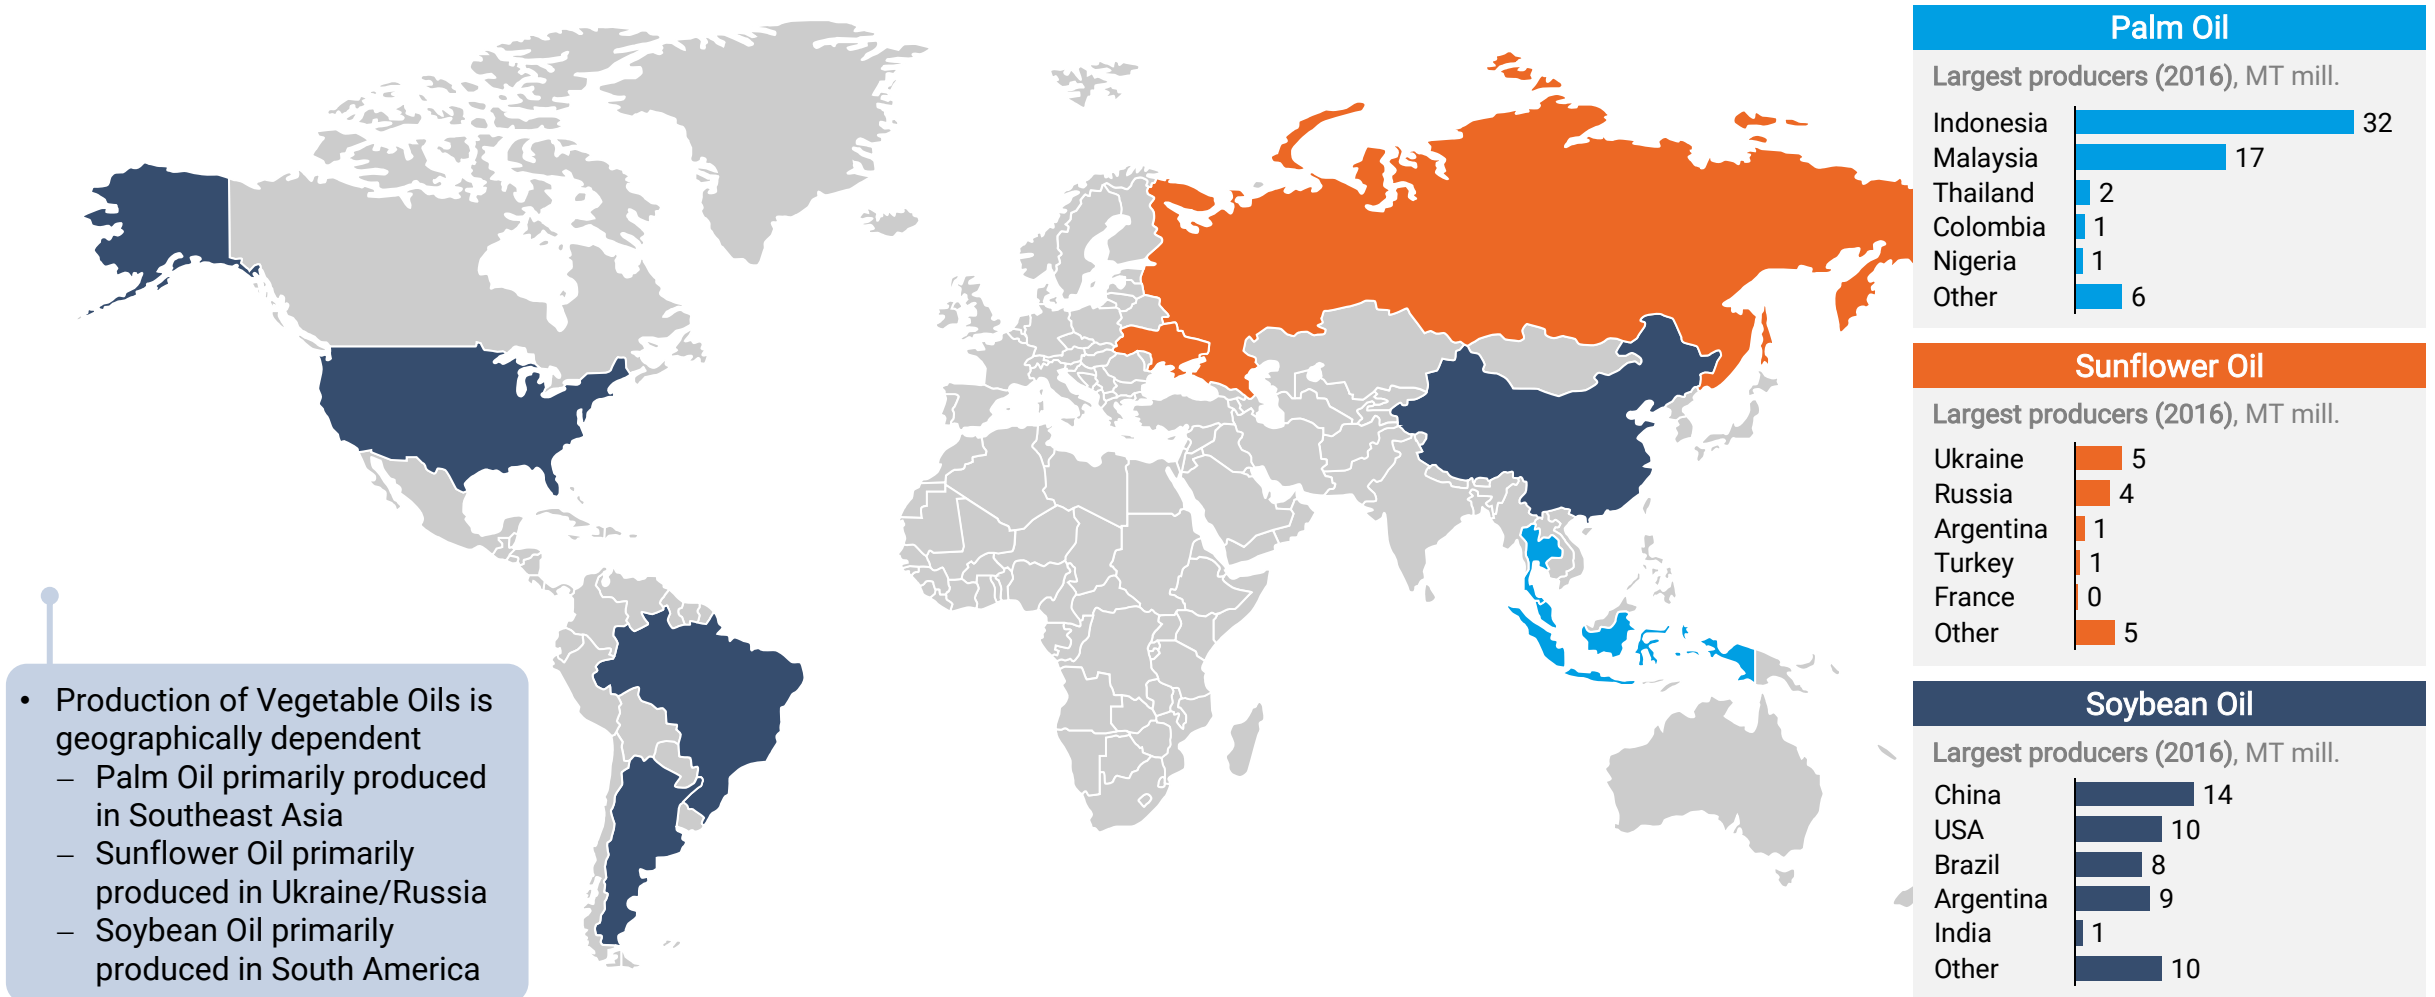 Palm Oil
Largest producers (2016), MT mill.
Indonesia 32
Malaysia 17
Thailand 2
Colombia 1
Nigeria 1
Other 6
Sunflower Oil
Largest producers (2016), MT mill.
Ukraine 5
Russia 4
Argentina 1
Turkey 1
France 0
Other 5
Soybean Oil
Largest producers (2016), MT mill.
China 14
USA 10
Brazil 8
Argentina 9
India 1
Other 10
• Production of Vegetable Oils is
geographically dependent
– Palm Oil primarily produced
in Southeast Asia
– Sunflower Oil primarily
produced in Ukraine/Russia
– Soybean Oil primarily
produced in South America